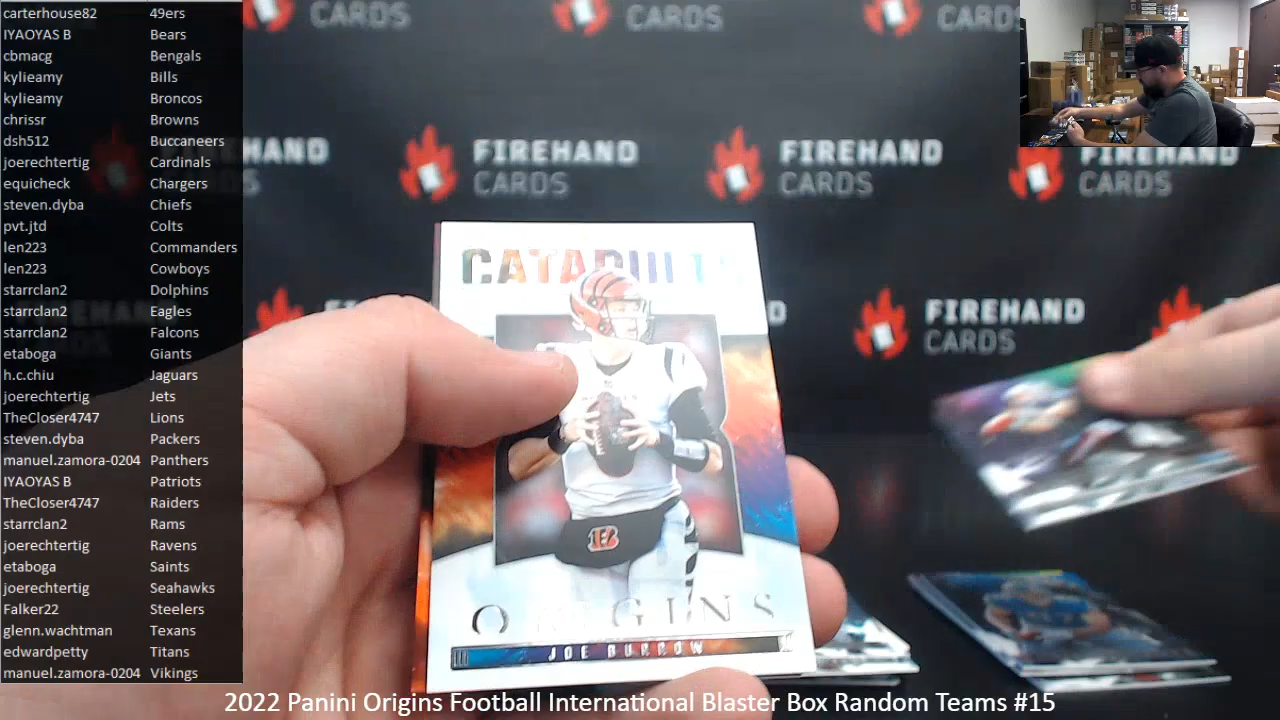 carterhouse82 49ers
IYAOYAS B Bears
cbmacg Bengals
kylieamy Bills
kylieamy Broncos
chrissr Browns
dsh512 Buccaneers
joerechtertig Cardinals
equicheck Chargers
steven.dyba Chiefs
pvt.jtd Colts
len223 Commanders
len223 Cowboys
starrclan2 Dolphins
starrclan2 Eagles
starrclan2 Falcons
etaboga Giants
h.c.chiu Jaguars
joerechtertig Jets
TheCloser4747 Lions
steven.dyba Packers
manuel.zamora-0204 Panthers
IYAOYAS B Patriots
TheCloser4747 Raiders
starrclan2 Rams
joerechtertig Ravens
etaboga Saints
joerechtertig Seahawks
Falker22 Steelers
glenn.wachtman Texans
edwardpetty Titans
manuel.zamora-0204 Vikings
CARDS
CARDS
CARDS
FIREHAND
CARDS
FIREHAND
CARDS
FIREHAND
CARDS
FIREHAND
CARDS
CATAPULTS
B
ORIGINS
JOE BURROW
2022 Panini Origins Football International Blaster Box Random Teams #15